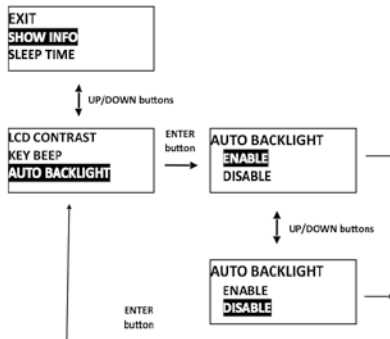 EXIT
SHOW INFO
SLEEP TIME
UP/DOWN buttons
LCD CONTRAST
KEY BEEP
AUTO BACKLIGHT
ENTER
button
AUTO BACKLIGHT
ENABLE
DISABLE
UP/DOWN buttons
AUTO BACKLIGHT
ENABLE
DISABLE
ENTER
button